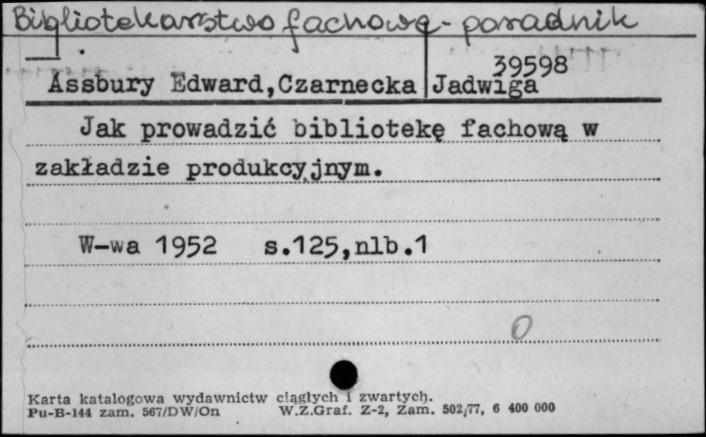 Bibliotekarstwo fachowe - poradnik
39598
Assbury Edward,Czarnecka Jadwiga
Jak prowadzić bibliotekę fachową w
zakładzie produkcyjnym.
W-wa 1952 s.125,nlb.1
0
Karta katalogowa wydawnictw ciągłych i zwartych.
Pu-B-144 zam. 567/DW/On W.Z.Graf. Z-2, Zam. 502/77, 6 400 000